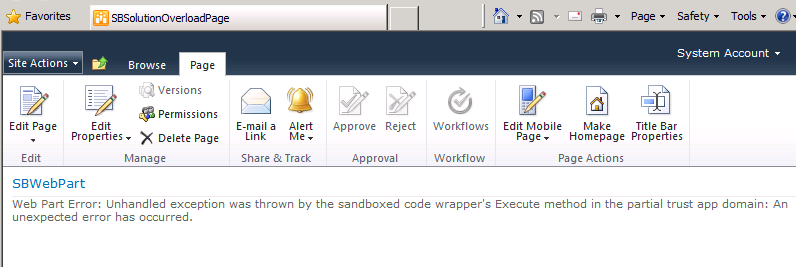 Favorites SBSolutionOverloadPage Page Safety Tools
System Account
Site Actions Browse Page
Edit Page
Edit Properties
Versions
Permissions
Delete Page
E-mail a Link
Alert Me
Approve
Reject
Workflows
Edit Mobile Page
Make Homepage
Title Bar Properties
Edit Manage Share & Track Approval Workflow Page Actions
SBWebPart
Web Part Error: Unhandled exception was thrown by the sandboxed code wrapper's Execute method in the partial trust app domain: An
unexpected error has occurred.